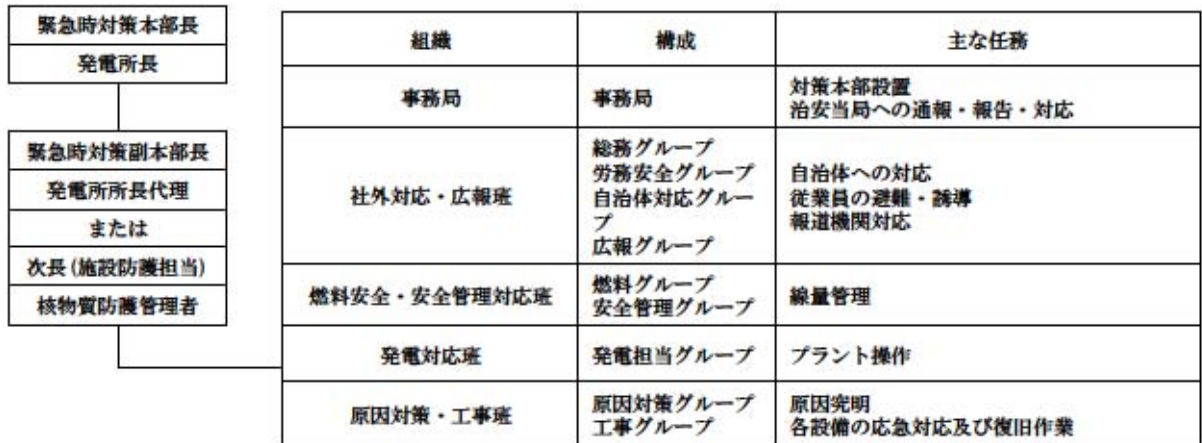 緊急時対策本部長
発電所長
緊急時対策副本部長
発電所所長代理
または
次長(施設防護担当)
核物質防護管理者
組織
構成
主な任務
事務局
事務局
対策本部設置
治安当局への通報・報告・対応
社外対応・広報班
総務グループ
労務安全グループ
自治体対応グルー
プ
広報グループ
自治体への対応
従業員の避難・誘導
報道機関対応
燃料安全・安全管理対応班
燃料グループ
安全管理グループ
線量管理
発電対応班
発電担当グループ
プラント操作
原因対策・工事班
原因対策グループ
工事グループ
原因究明
各設備の応急対応及び復旧作業